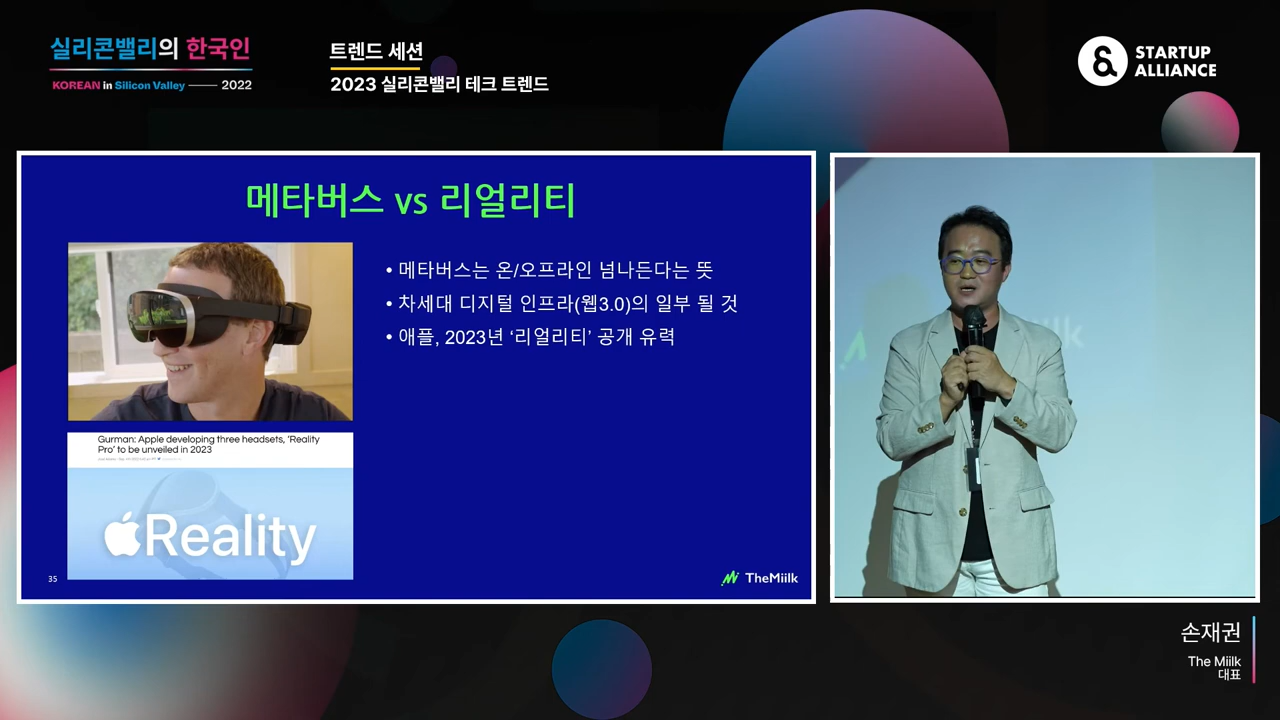 실리콘밸리의 한국인
KOREAN in Silicon Valley 2022
트렌드 세션
2023 실리콘밸리 테크 트렌드
STARTUP
ALLIANCE
메타버스 vs 리얼리티
• 메타버스는 온/오프라인 넘나든다는 뜻
• 차세대 디지털 인프라(웹3.0)의 일부 될 것
• 애플, 2023년 ‘리얼리티’ 공개 유력
Gurman: Apple developing three headsets, ‘Reality
Pro’ to be unveiled in 2023
Reality
35
TheMiilk
손재권
The Miilk
대표